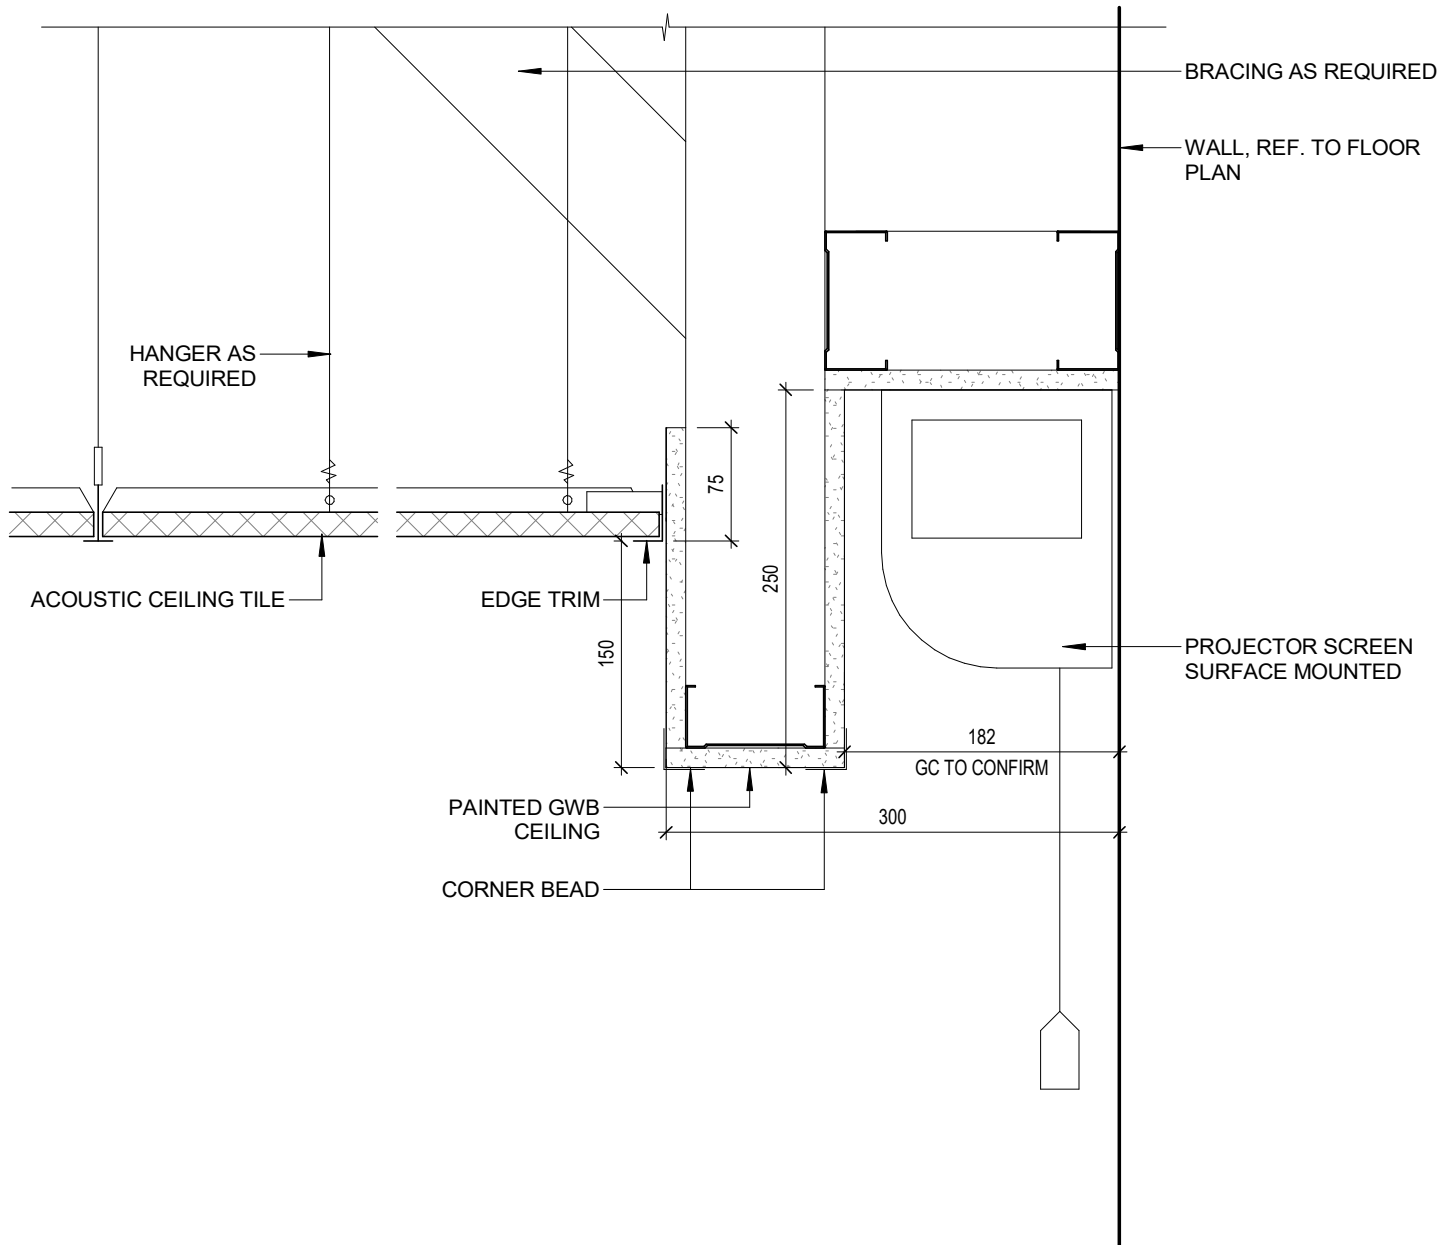 BRACING AS REQUIRED
WALL, REF. TO FLOOR
PLAN
HANGER AS
REQUIRED
75
250
ACOUSTIC CEILING TILE
EDGE TRIM
150
PROJECTOR SCREEN
SURFACE MOUNTED
182
GC TO CONFIRM
PAINTED GWB
CEILING
300
CORNER BEAD